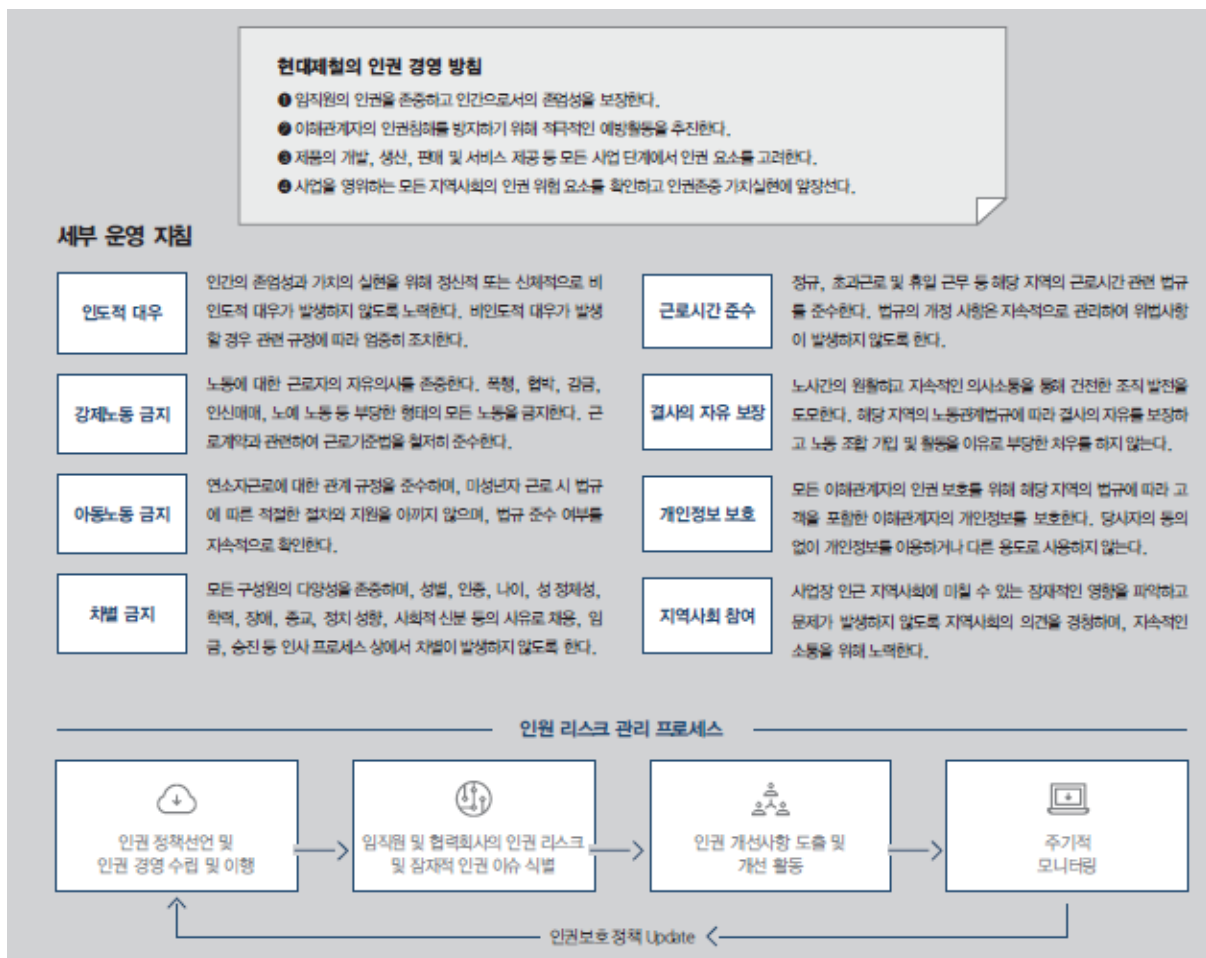 현대제철의 인권 경영 방침
❶ 임직원의 인권을 존중하고 인간으로서의 존엄성을 보장한다.
❷ 이해관계자의 인권침해를 방지하기 위해 적극적인 예방활동을 추진한다.
❸ 제품의 개발, 생산, 판매 및 서비스 제공 등 모든 사업 단계에서 인권 요소를 고려한다.
❹ 사업을 영위하는 모든 지역사회의 인권 위험 요소를 확인하고 인권존중 가치실현에 앞장선다.
세부 운영 지침
인도적 대우
인간의 존엄성과 가치의 실현을 위해 정신적 또는 신체적으로 비
인도적 대우가 발생하지 않도록 노력한다. 비인도적 대우가 발생
할 경우 관련 규정에 따라 엄중히 조치한다.
강제노동 금지
노동에 대한 근로자의 자유의사를 존중한다. 폭행, 협박, 감금,
인신매매, 노예 노동 등 부당한 형태의 모든 노동을 금지한다. 근
로계약과 관련하여 근로기준법을 철저히 준수한다.
아동노동 금지
연소자근로에 대한 관계 규정을 준수하며, 미성년자 근로 시 법규
에 따른 적절한 절차와 지원을 아끼지 않으며, 법규 준수 여부를
지속적으로 확인한다.
차별 금지
모든 구성원의 다양성을 존중하며, 성별, 인종, 나이, 성 정체성,
학력, 장애, 종교, 정치 성향, 사회적 신분 등의 사유로 채용, 임
금, 승진 등 인사 프로세스 상에서 차별이 발생하지 않도록 한다.
근로시간 준수
정규, 초과근로 및 휴일 근무 등 해당 지역의 근로시간 관련 법규
를 준수한다. 법규의 개정 사항은 지속적으로 관리하여 위법사항
이 발생하지 않도록 한다.
결사의 자유 보장
노사간의 원활하고 지속적인 의사소통을 통해 건전한 조직 발전을
도모한다. 해당 지역의 노동관계법규에 따라 결사의 자유를 보장하
고 노동 조합 가입 및 활동을 이유로 부당한 처우를 하지 않는다.
개인정보 보호
모든 이해관계자의 인권 보호를 위해 해당 지역의 법규에 따라 고
객을 포함한 이해관계자의 개인정보를 보호한다. 당사자의 동의
없이 개인정보를 이용하거나 다른 용도로 사용하지 않는다.
지역사회 참여
사업장 인근 지역사회에 미칠 수 있는 잠재적인 영향을 파악하고
문제가 발생하지 않도록 지역사회의 의견을 경청하며, 지속적인
소통을 위해 노력한다.
인원 리스크 관리 프로세스
인권 정책선언 및
인권 경영 수립 및 이행
임직원 및 협력회사의 인권 리스크
및 잠재적 인권 이슈 식별
인권 개선사항 도출 및
개선 활동
주기적
모니터링
인권보호 정책 Update